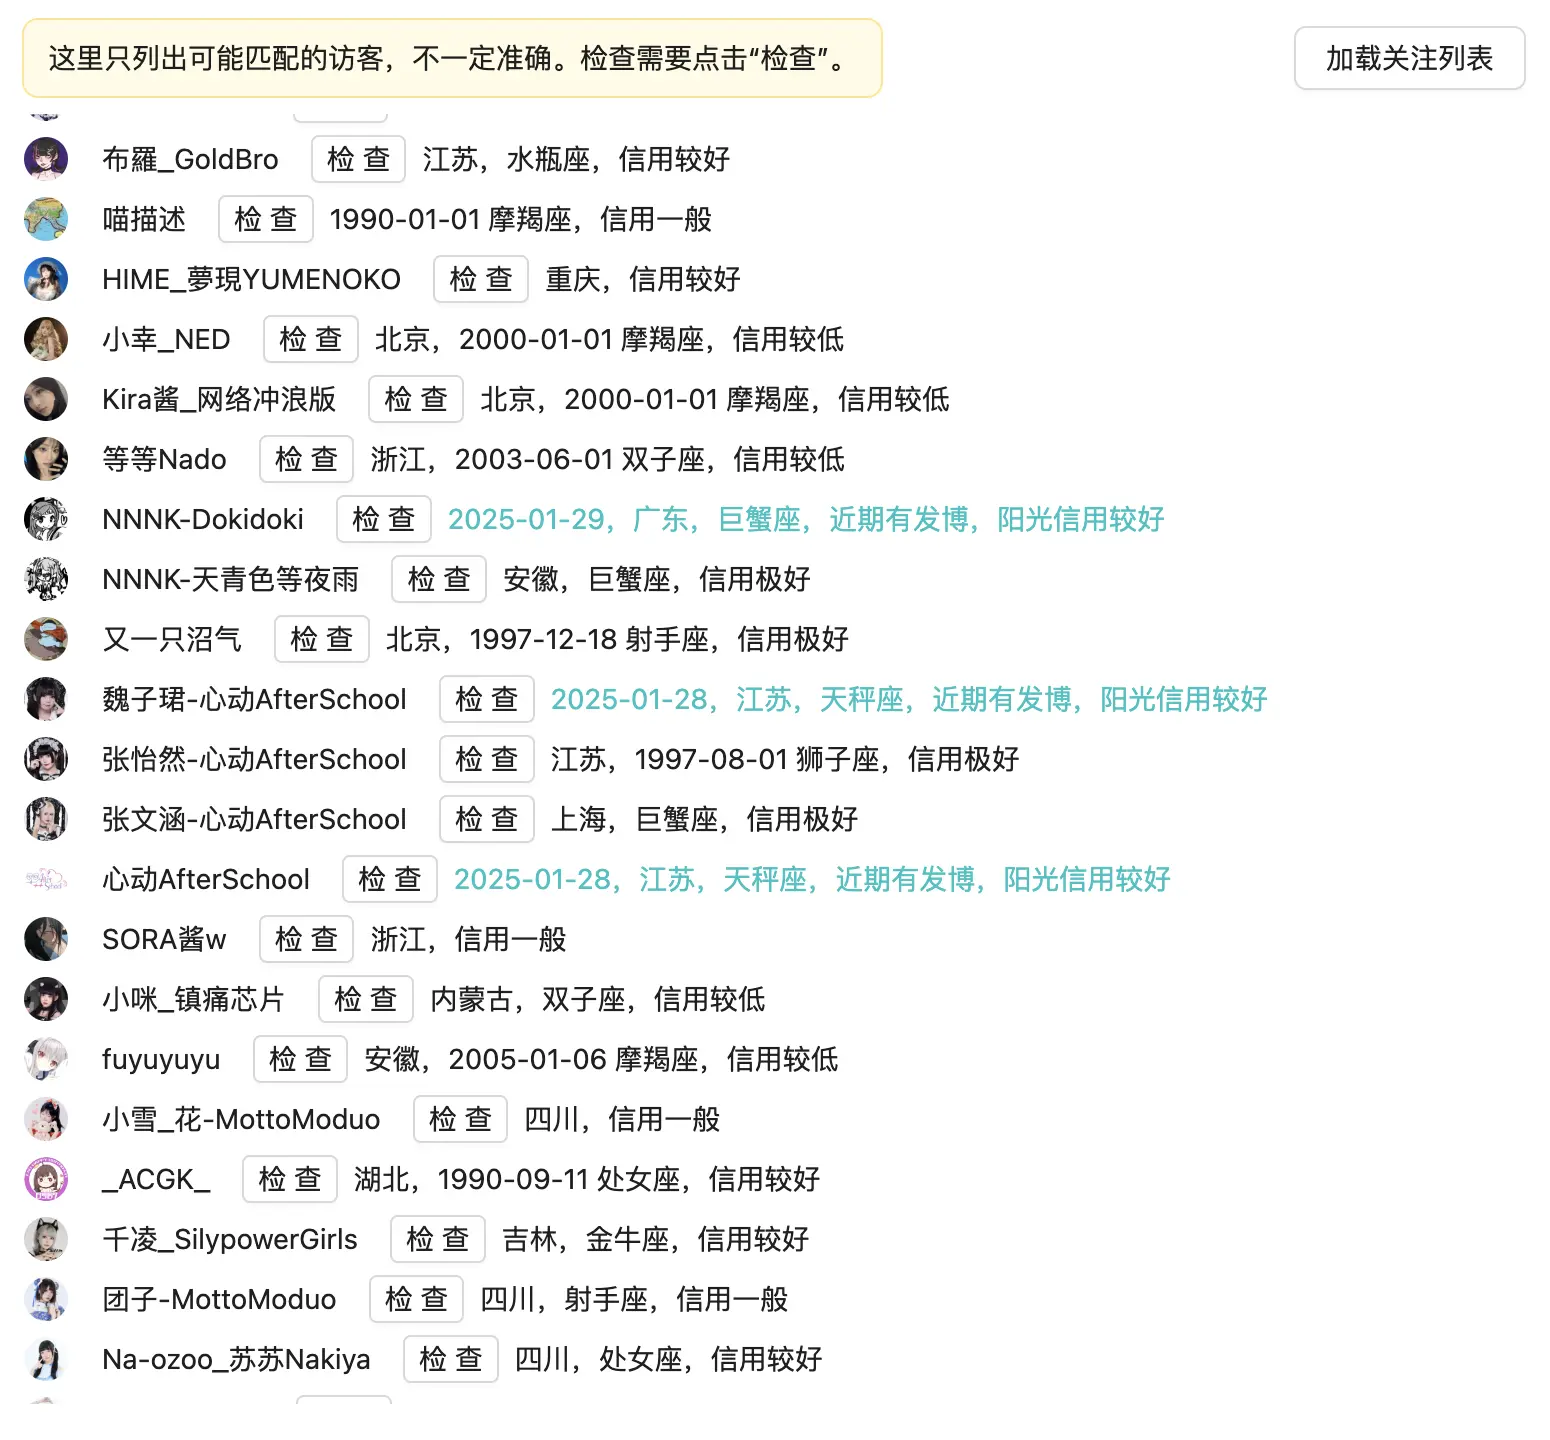 这里只列出可能匹配的访客，不一定准确。检查需要点击“检查”。
加载关注列表
布羅_GoldBro 检 查 江苏，水瓶座，信用较好
喵描述 检 查 1990-01-01 摩羯座，信用一般
HIME_夢現YUMENOKO 检 查 重庆，信用较好
小幸_NED 检 查 北京，2000-01-01 摩羯座，信用较低
Kira酱_网络冲浪版 检 查 北京，2000-01-01 摩羯座，信用较低
等等Nado 检 查 浙江，2003-06-01 双子座，信用较低
NNNK-Dokidoki 检 查 2025-01-29，广东，巨蟹座，近期有发博，阳光信用较好
NNNK-天青色等夜雨 检 查 安徽，巨蟹座，信用极好
又一只沼气 检 查 北京，1997-12-18 射手座，信用极好
魏子珺-心动AfterSchool 检 查 2025-01-28，江苏，天秤座，近期有发博，阳光信用较好
张怡然-心动AfterSchool 检 查 江苏，1997-08-01 狮子座，信用极好
张文涵-心动AfterSchool 检 查 上海，巨蟹座，信用极好
心动AfterSchool 检 查 2025-01-28，江苏，天秤座，近期有发博，阳光信用较好
SORA酱w 检 查 浙江，信用一般
小咪_镇痛芯片 检 查 内蒙古，双子座，信用较低
fuyuyuyu 检 查 安徽，2005-01-06 摩羯座，信用较低
小雪_花-MottoModuo 检 查 四川，信用一般
_ACGK_ 检 查 湖北，1990-09-11 处女座，信用较好
千凌_SilypowerGirls 检 查 吉林，金牛座，信用较好
团子-MottoModuo 检 查 四川，射手座，信用一般
Na-ozoo_苏苏Nakiya 检 查 四川，处女座，信用较好